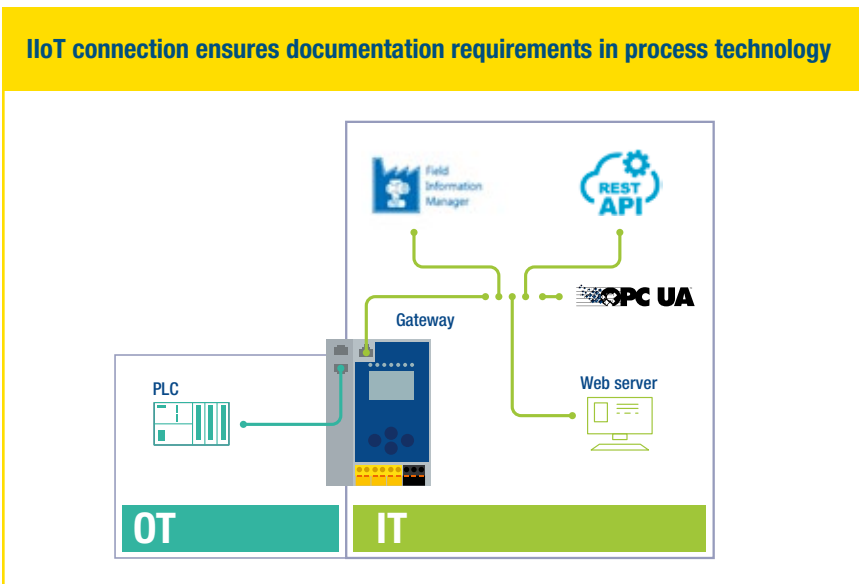 IIoT connection ensures documentation requirements in process technology
Field
Information
Manager
REST
API
OPC UA
Gateway
PLC
Web server
OT
IT